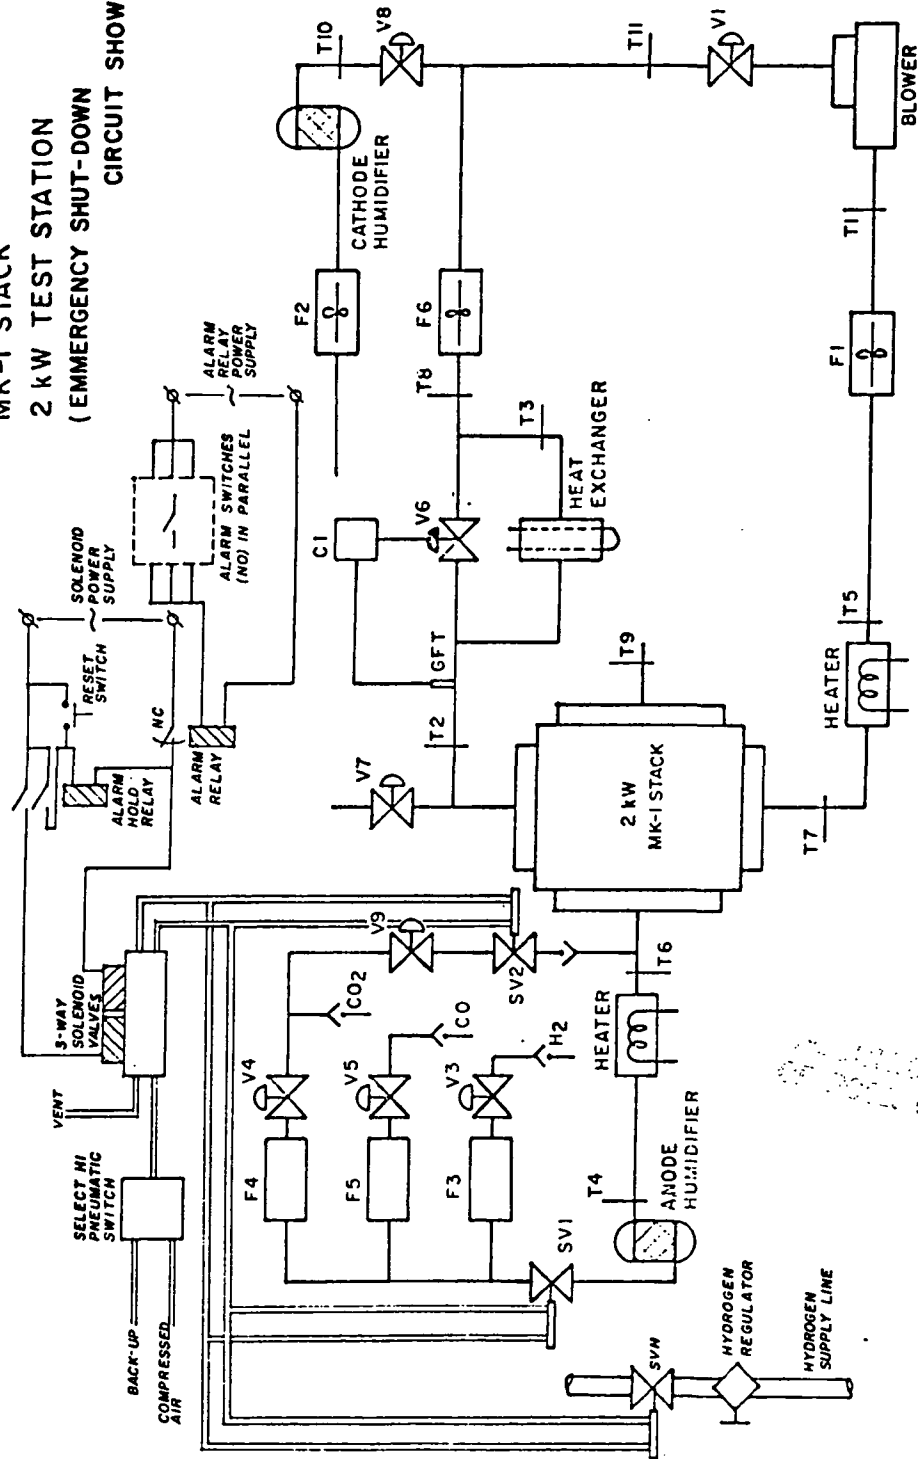 MK-I STACK
2 kW TEST STATION
(EMMERGENCY SHUT-DOWN
CIRCUIT SHOW
T10
V8
T11
V1
BLOWER
CATHODE
HUMIDIFIER
F2
F6
T8
T3
T1
F1
ALARM
RELAY
POWER
SUPPLY
ALARM SWITCHES
(NO) IN PARALLEL
SOLENOID
POWER
SUPPLY
RESET
SWITCH
NC
ALARM
RELAY
ALARM
HOLD
RELAY
C1
V6
HEAT
EXCHANGER
GFT
T2
T9
T5
HEATER
V7
2 kW
MK-I STACK
T7
3-WAY
SOLENOID
VALVES
VENT
SELECT HI
PNEUMATIC
SWITCH
BACK-UP
COMPRESSED
AIR
V9
SV2
CO2
CO
H2
V4
V5
V3
F4
F5
F3
T6
HEATER
T4
ANODE
HUMIDIFIER
SV1
SVH
HYDROGEN
REGULATOR
HYDROGEN
SUPPLY LINE